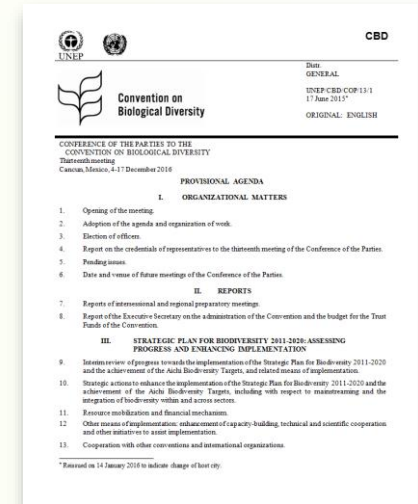 CBD
UNEP
Distr.
GENERAL
UNEP/CBD/COP/13/1
17 June 2015*
ORIGINAL: ENGLISH
Convention on
Biological Diversity
CONFERENCE OF THE PARTIES TO THE
CONVENTION ON BIOLOGICAL DIVERSITY
Thirteenth meeting
Cancun, Mexico, 4-17 December 2016
PROVISIONAL AGENDA
I. ORGANIZATIONAL MATTERS
1. Opening of the meeting.
2. Adoption of the agenda and organization of work.
3. Election of officers.
4. Report on the credentials of representatives to the thirteenth meeting of the Conference of the Parties.
5. Pending issues.
6. Date and venue of future meetings of the Conference of the Parties.
II. REPORTS
7. Reports of intersessional and regional preparatory meetings.
8. Report of the Executive Secretary on the administration of the Convention and the budget for the Trust
Funds of the Convention.
III. STRATEGIC PLAN FOR BIODIVERSITY 2011-2020: ASSESSING
PROGRESS AND ENHANCING IMPLEMENTATION
9. Interim review of progress towards the implementation of the Strategic Plan for Biodiversity 2011-2020
and the achievement of the Aichi Biodiversity Targets, and related means of implementation.
10. Strategic actions to enhance the implementation of the Strategic Plan for Biodiversity 2011-2020 and the
achievement of the Aichi Biodiversity Targets, including with respect to mainstreaming and the
integration of biodiversity within and across sectors.
11. Resource mobilization and financial mechanism.
12 Other means of implementation: enhancement of capacity-building, technical and scientific cooperation
and other initiatives to assist implementation.
13. Cooperation with other conventions and international organizations.
* Reissued on 14 January 2016 to indicate change of host city.